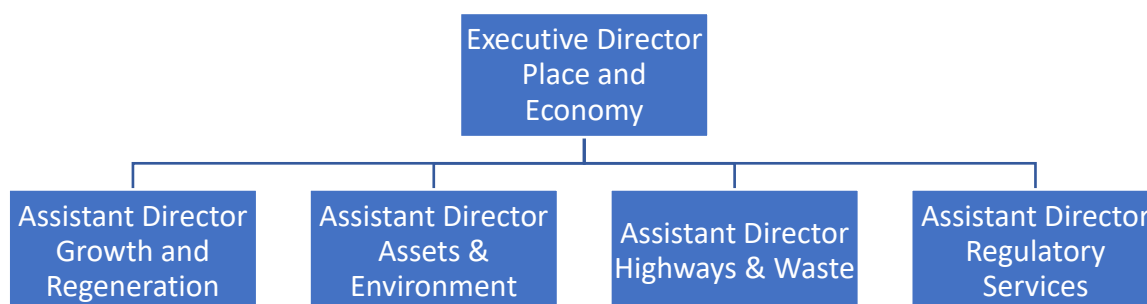 Executive Director
Place and
Economy
Assistant Director
Growth and
Regeneration
Assistant Director
Assets &
Environment
Assistant Director
Highways & Waste
Assistant Director
Regulatory
Services